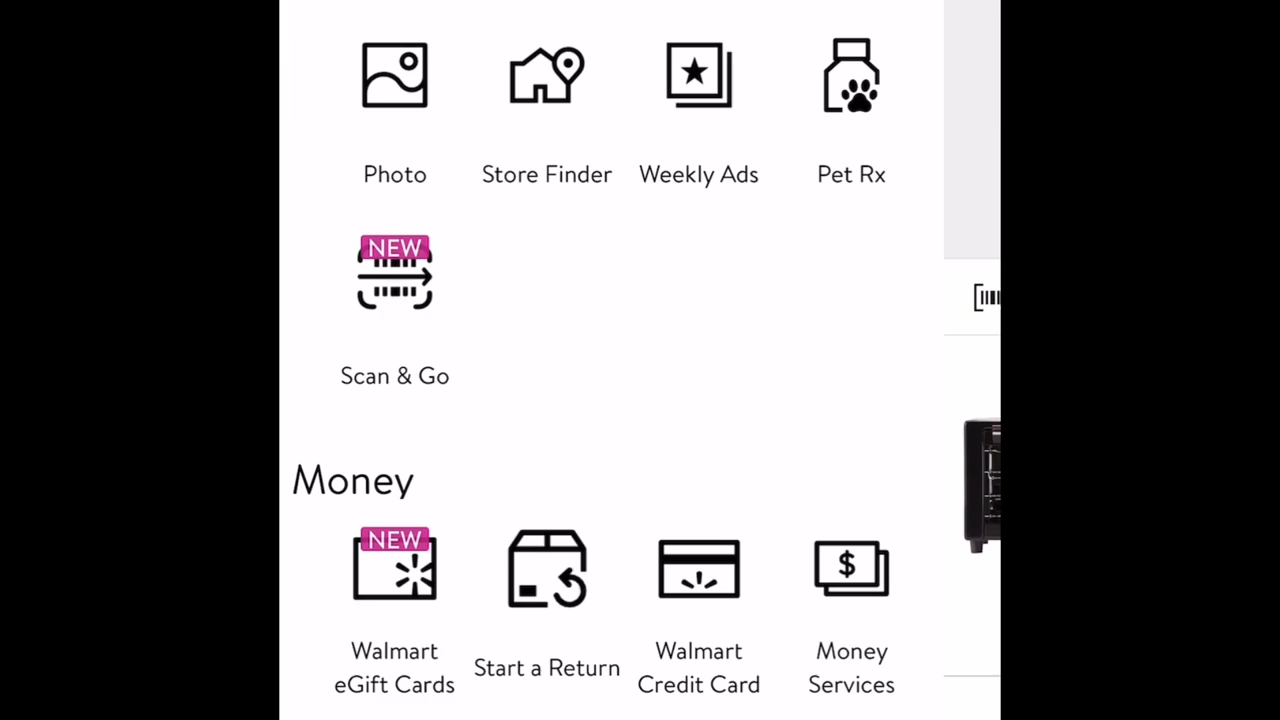 Photo
Store Finder
Weekly Ads
Pet Rx
NEW
Scan & Go
Money
NEW
$
Walmart
eGift Cards
Start a Return
Walmart
Credit Card
Money
Services